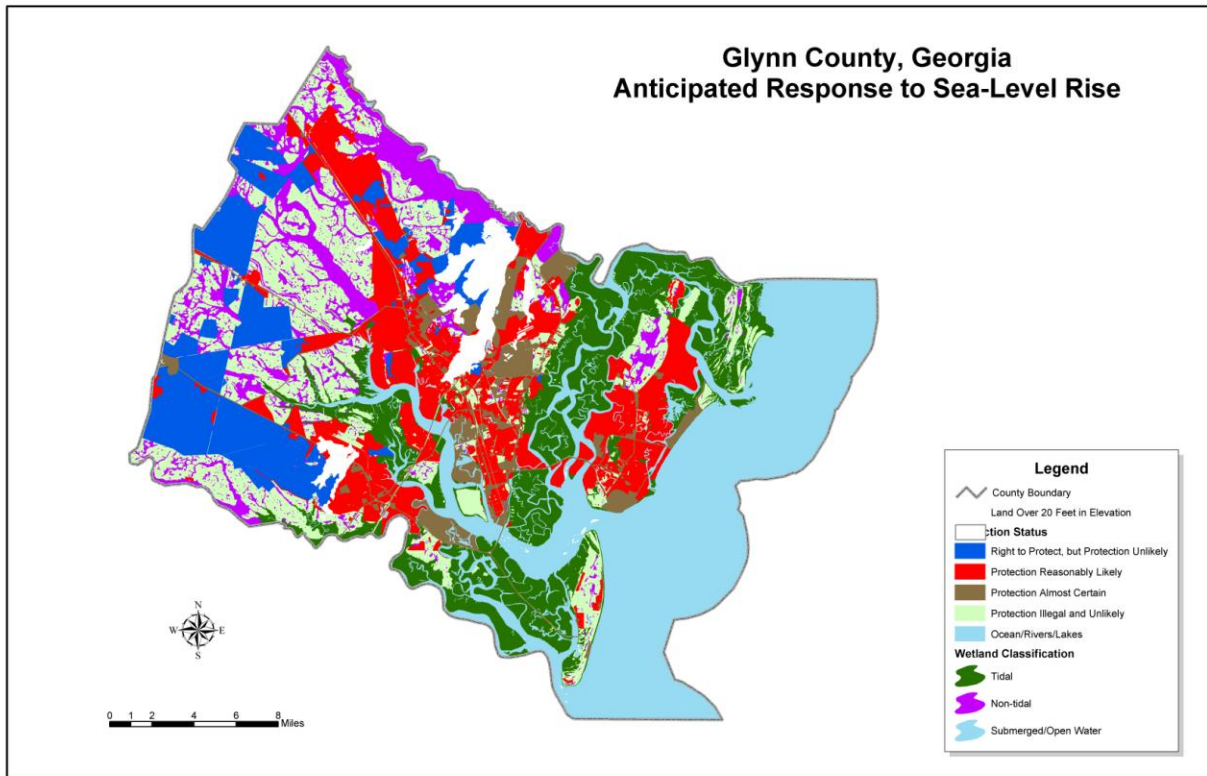 Glynn County, Georgia
Anticipated Response to Sea-Level Rise
Legend
County Boundary
Land Over 20 Feet in Elevation
ction Status
Right to Protect, but Protection Unlikely
Protection Reasonably Likely
Protection Almost Certain
Protection Illegal and Unlikely
Ocean/Rivers/Lakes
Wetland Classification
Tidal
Non-tidal
Submerged/Open Water
N
W E
S
0 1 2 4 6 8
Miles